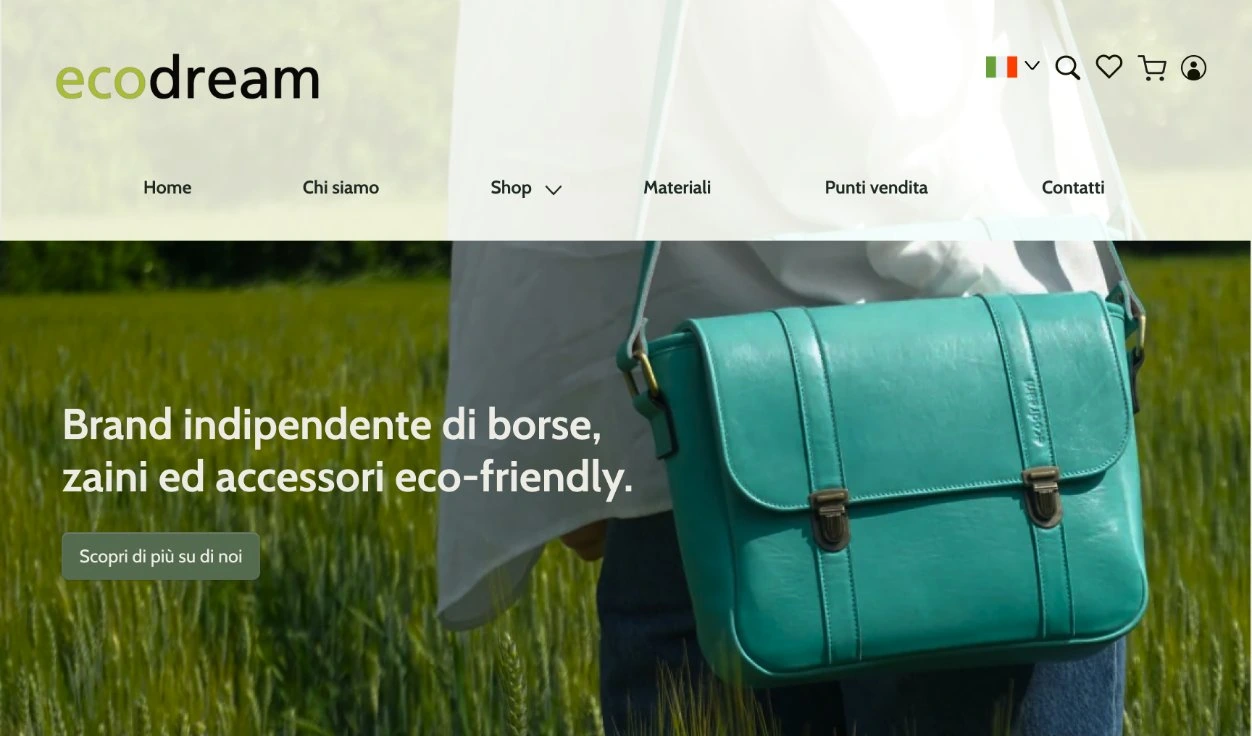 ecodream
Home Chi siamo Shop Materiali Punti vendita Contatti
ecodream
Brand indipendente di borse,
zaini ed accessori eco-friendly.
Scopri di più su di noi